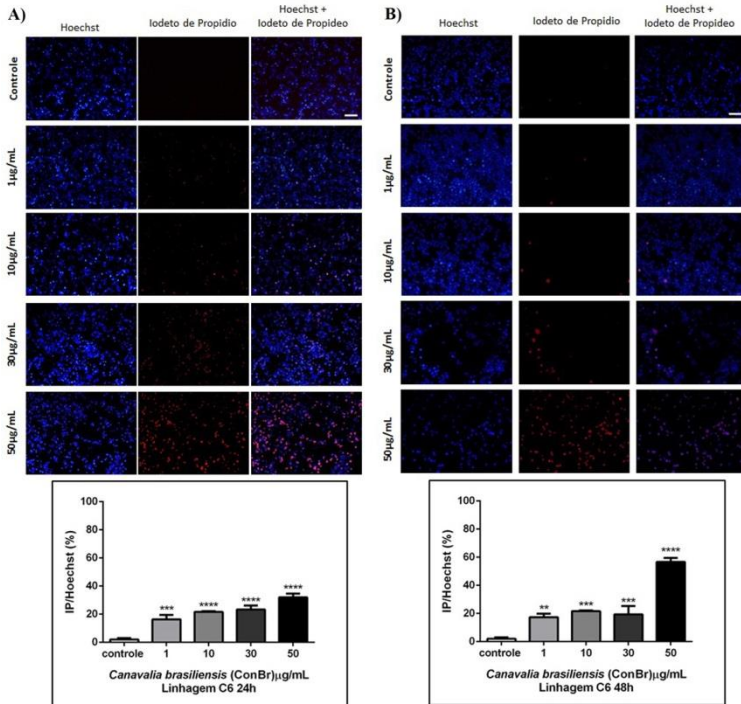 A)
Hoechst
Iodeto de Propidio
Hoechst +
Iodeto de Propideo
Controle
1µg/mL
10µg/mL
30µg/mL
50µg/mL
IP/Hoechst (%)
100
80
60
40
20
0
***
****
****
****
controle 1 10 30 50
Canavalia brasiliensis (ConBr)µg/mL
Linhagem C6 24h
B)
Hoechst
Iodeto de Propidio
Hoechst +
Iodeto de Propideo
Controle
1µg/mL
10µg/mL
30µg/mL
50µg/mL
IP/Hoechst (%)
100
80
60
40
20
0
**
***
***
****
controle 1 10 30 50
Canavalia brasiliensis (ConBr)µg/mL
Linhagem C6 48h